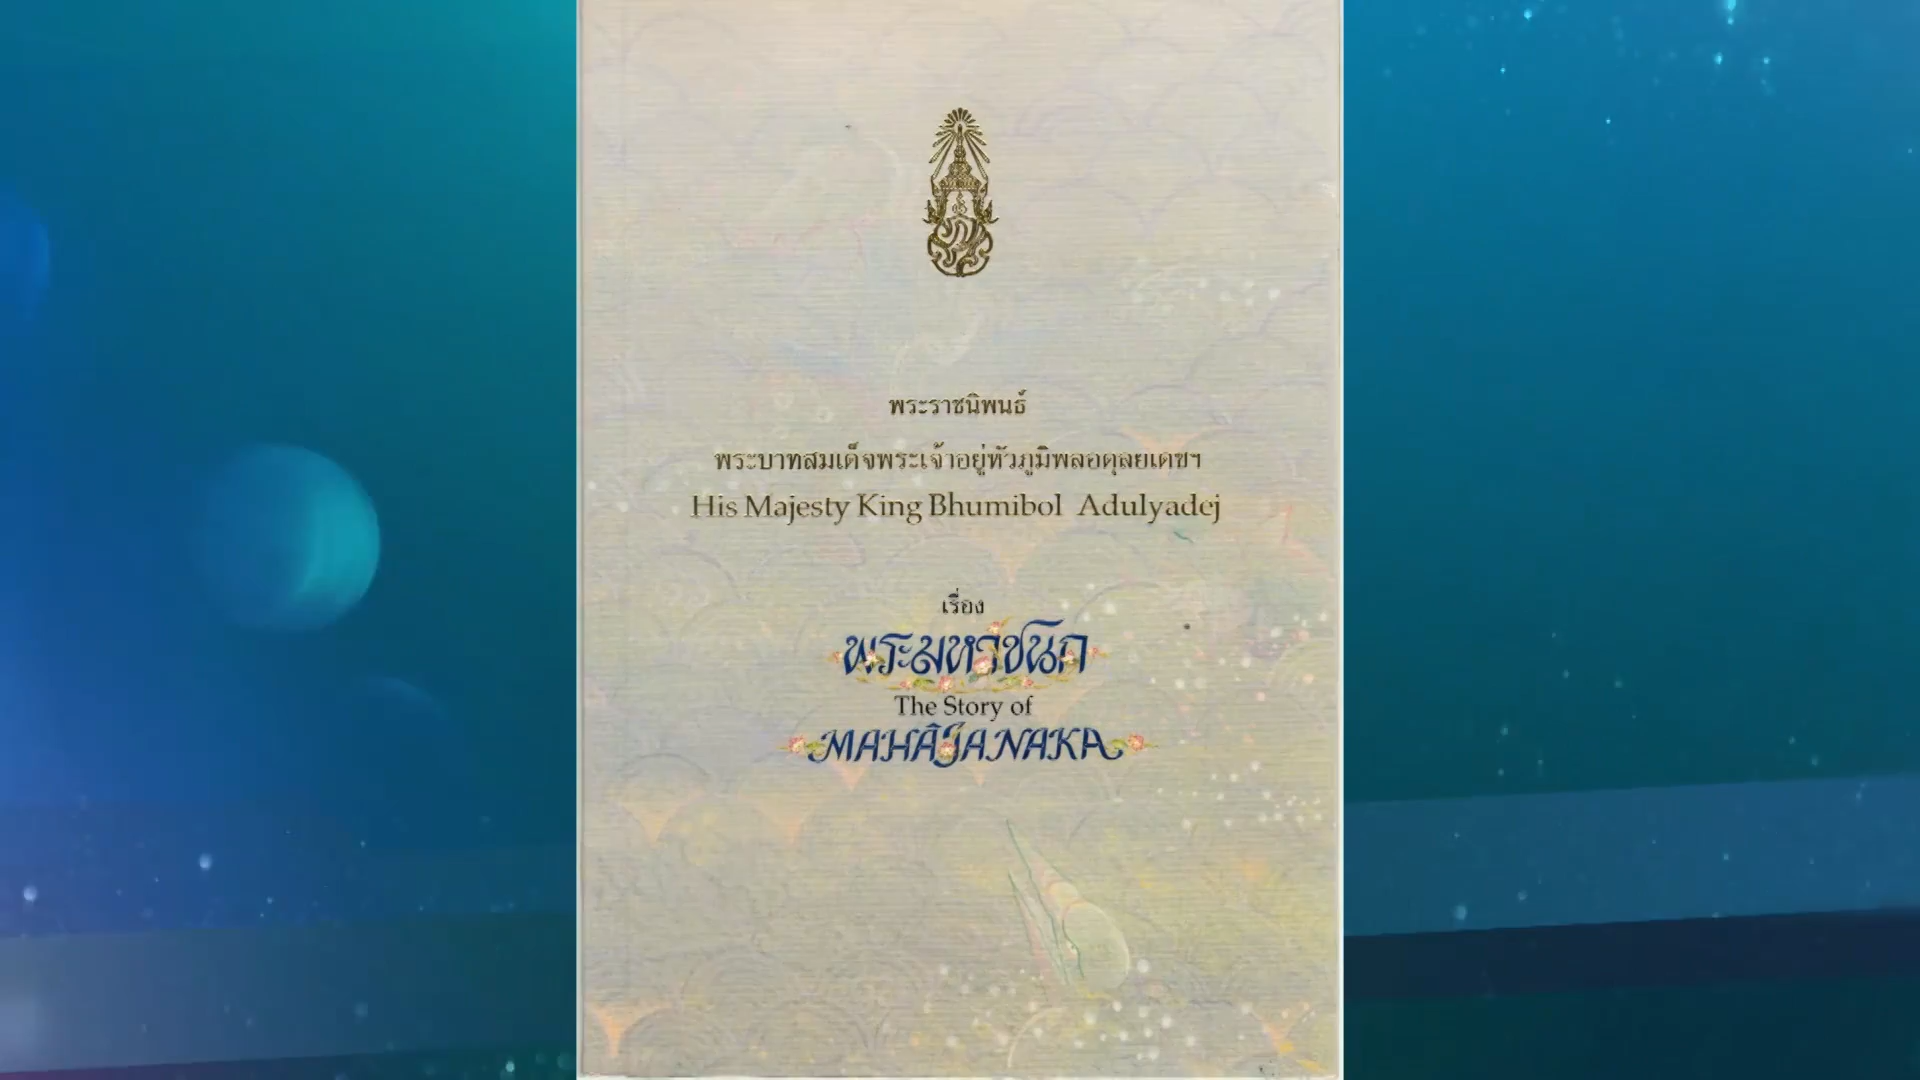 พระราชนิพนธ์
พระบาทสมเด็จพระเจ้าอยู่หัวภูมิพลอดุลยเดชฯ
His Majesty King Bhumibol Adulyadej
เรื่อง
พระมหาชนก
The Story of
MAHĀJANAKA